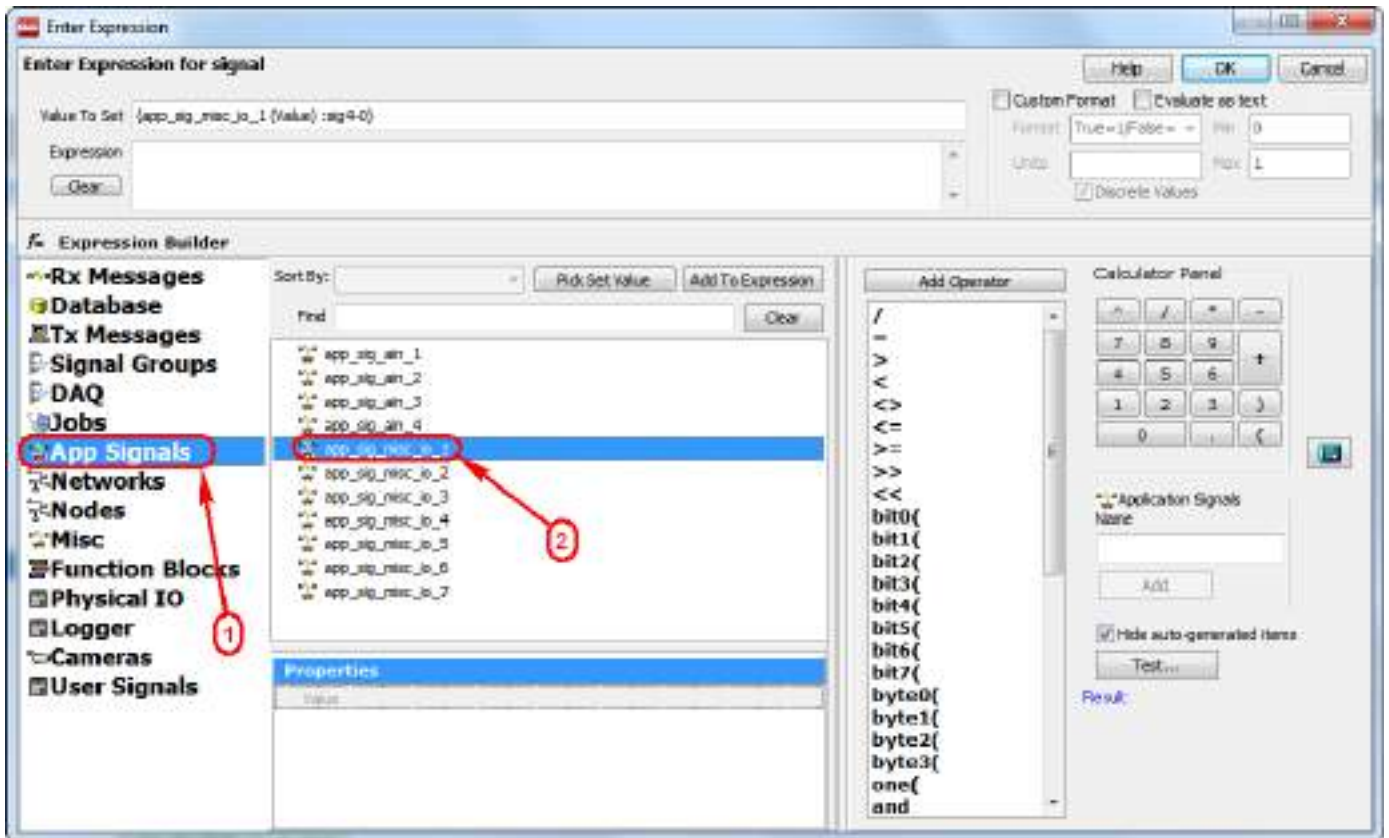 Enter Expression
Enter Expression for signal
Help
OK
Cancel
Value To Set {app_sig_misc_io_1 (Value) :sig4-0}
Custom Format
Evaluate as text
Format True=1/False= Min 0
Expression
Units Max 1
Clear
Discrete Values
Expression Builder
Rx Messages
Database
Tx Messages
Signal Groups
DAQ
Jobs
App Signals
Networks
Nodes
Misc
Function Blocks
Physical IO
Logger
Cameras
User Signals
1
Sort By:
Pick Set Value
Add To Expression
Find
Clear
app_sig_ain_1
app_sig_ain_2
app_sig_ain_3
app_sig_ain_4
app_sig_misc_io_1
app_sig_misc_io_2
app_sig_misc_io_3
app_sig_misc_io_4
app_sig_misc_io_5
app_sig_misc_io_6
app_sig_misc_io_7
2
Properties
Value
Add Operator
/
=
>
<
<>
<=
>=
>>
<<
bit0(
bit1(
bit2(
bit3(
bit4(
bit5(
bit6(
bit7(
byte0(
byte1(
byte2(
byte3(
one(
and
Calculator Panel
^ / * -
7 8 9 +
4 5 6
1 2 3 )
0 . (
Application Signals
Name
Add
Hide auto-generated items
Test...
Result: